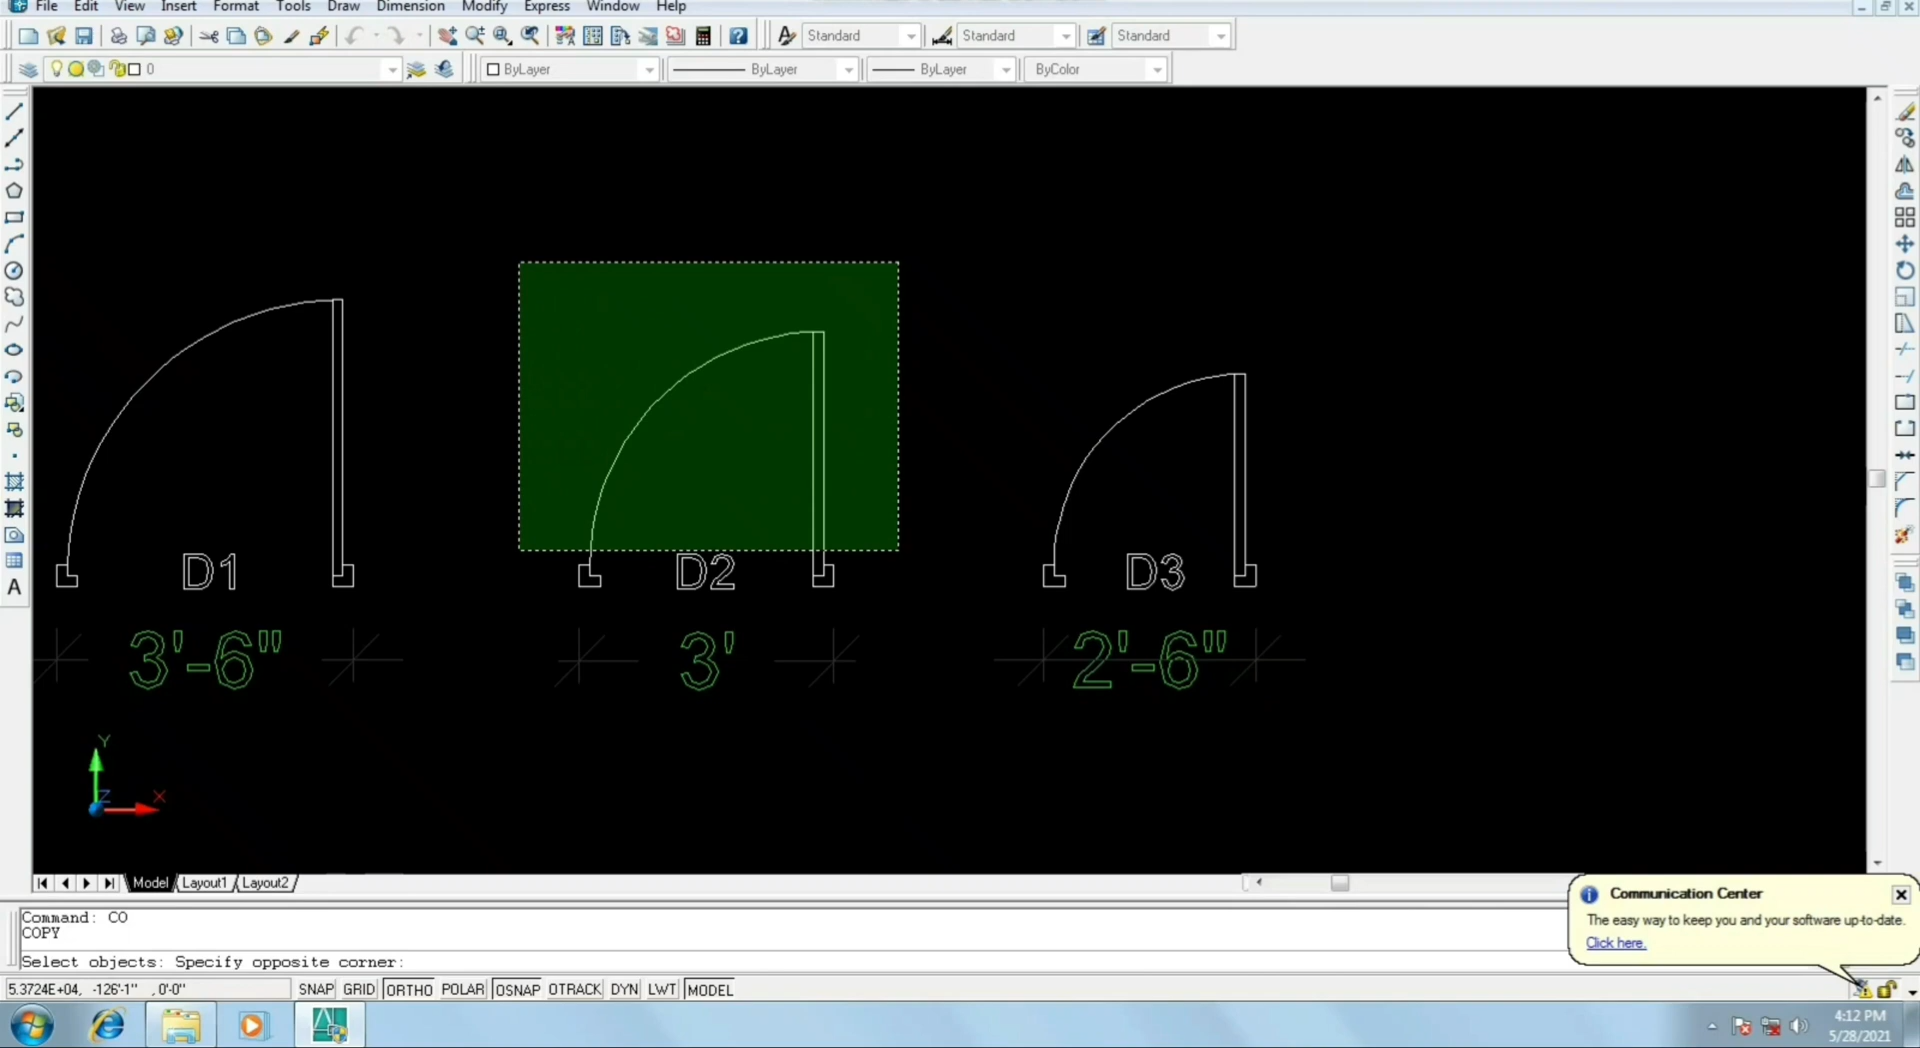 File Edit View Insert Format Tools Draw Dimension Modify Express Window Help
Standard Standard Standard
0 ByLayer ByLayer ByLayer ByColor
D1 D2 D3
3'-6" 3' 2'-6"
Y
Z X
Model Layout1 Layout2
Communication Center
The easy way to keep you and your software up-to-date.
Click here.
Command: CO
COPY
Select objects: Specify opposite corner:
5.3724E+04, -126'-1" , 0'-0" SNAP GRID ORTHO POLAR OSNAP OTRACK DYN LWT MODEL
4:12 PM
5/28/2021